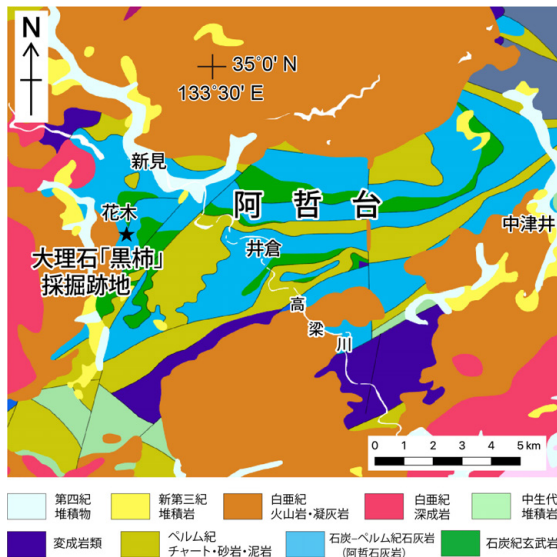 N
35°0' N
133°30' E
新見
阿哲台
花木
中津井
大理石「黒柿」
採掘跡地
井倉
高
梁
川
0 1 2 3 4 5 km
第四紀
堆積物
新第三紀
堆積岩
白亜紀
火山岩・凝灰岩
白亜紀
深成岩
中生代
堆積岩
変成岩類
ペルム紀
チャート・砂岩・泥岩
石炭–ペルム紀石灰岩
(阿哲石灰岩)
石炭紀玄武岩